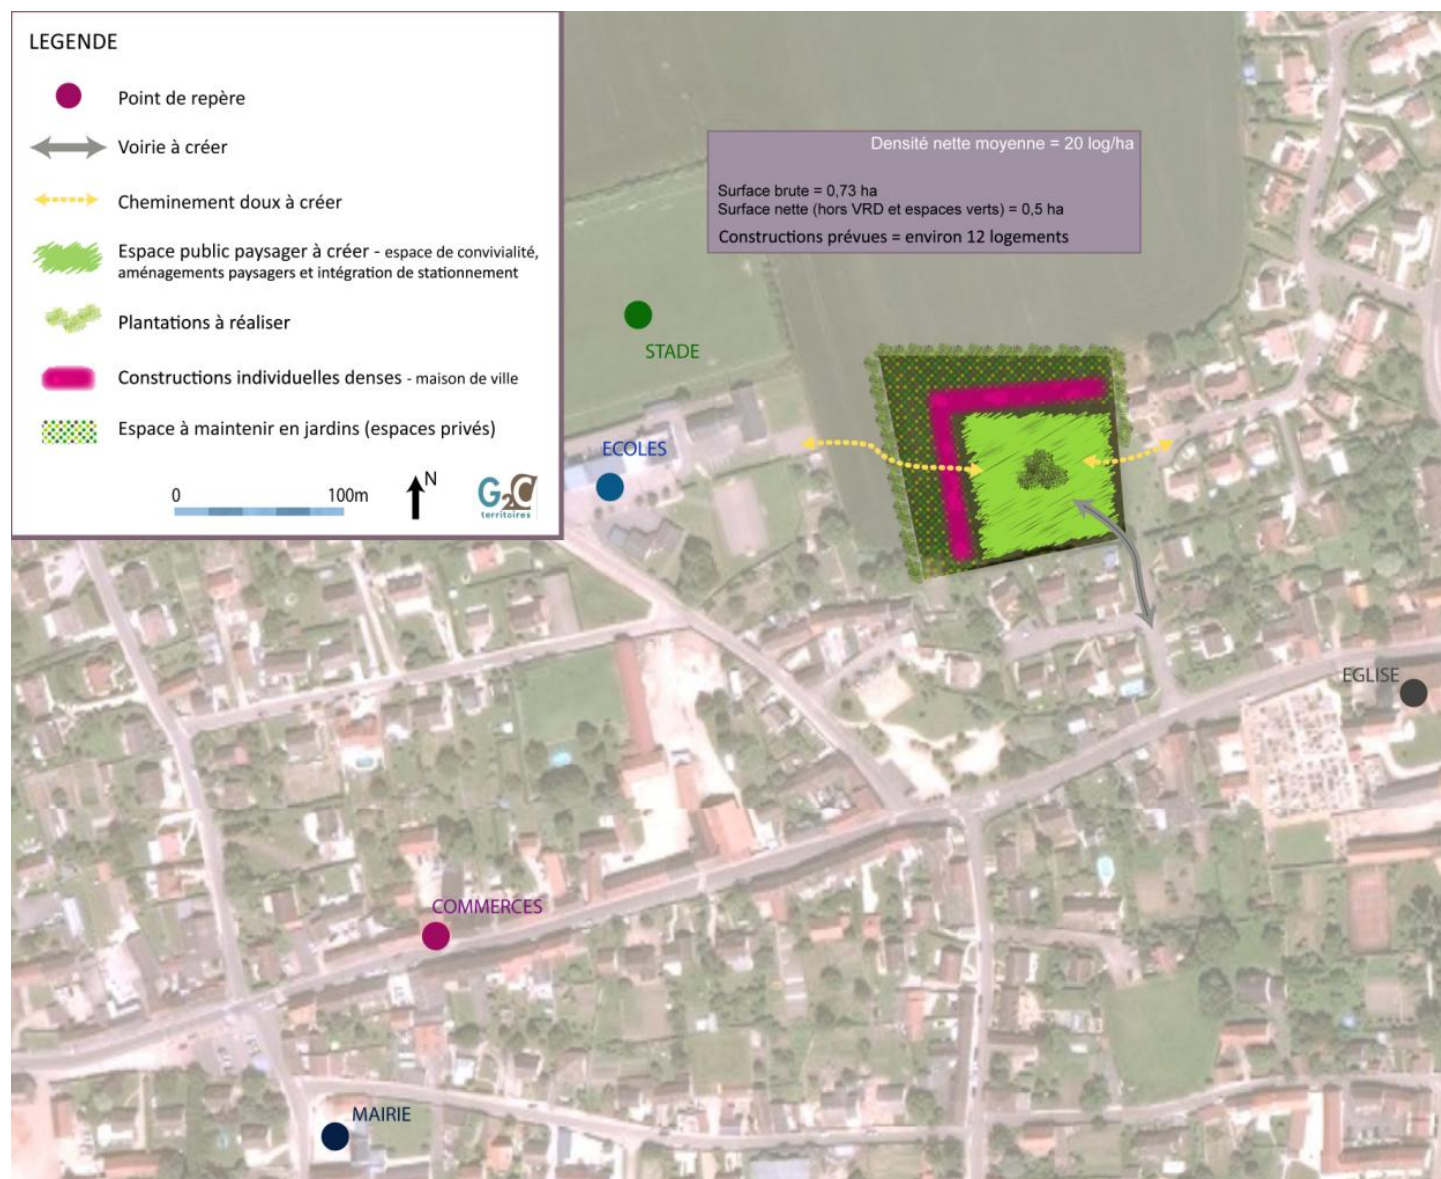 LEGENDE
Point de repère
Voirie à créer
Cheminement doux à créer
Espace public paysager à créer - espace de convivialité,
aménagements paysagers et intégration de stationnement
Plantations à réaliser
Constructions individuelles denses - maison de ville
Espace à maintenir en jardins (espaces privés)
0 100m
N
G2C
territoires
Densité nette moyenne = 20 log/ha
Surface brute = 0,73 ha
Surface nette (hors VRD et espaces verts) = 0,5 ha
Constructions prévues = environ 12 logements
STADE
ECOLES
EGLISE
COMMERCES
MAIRIE